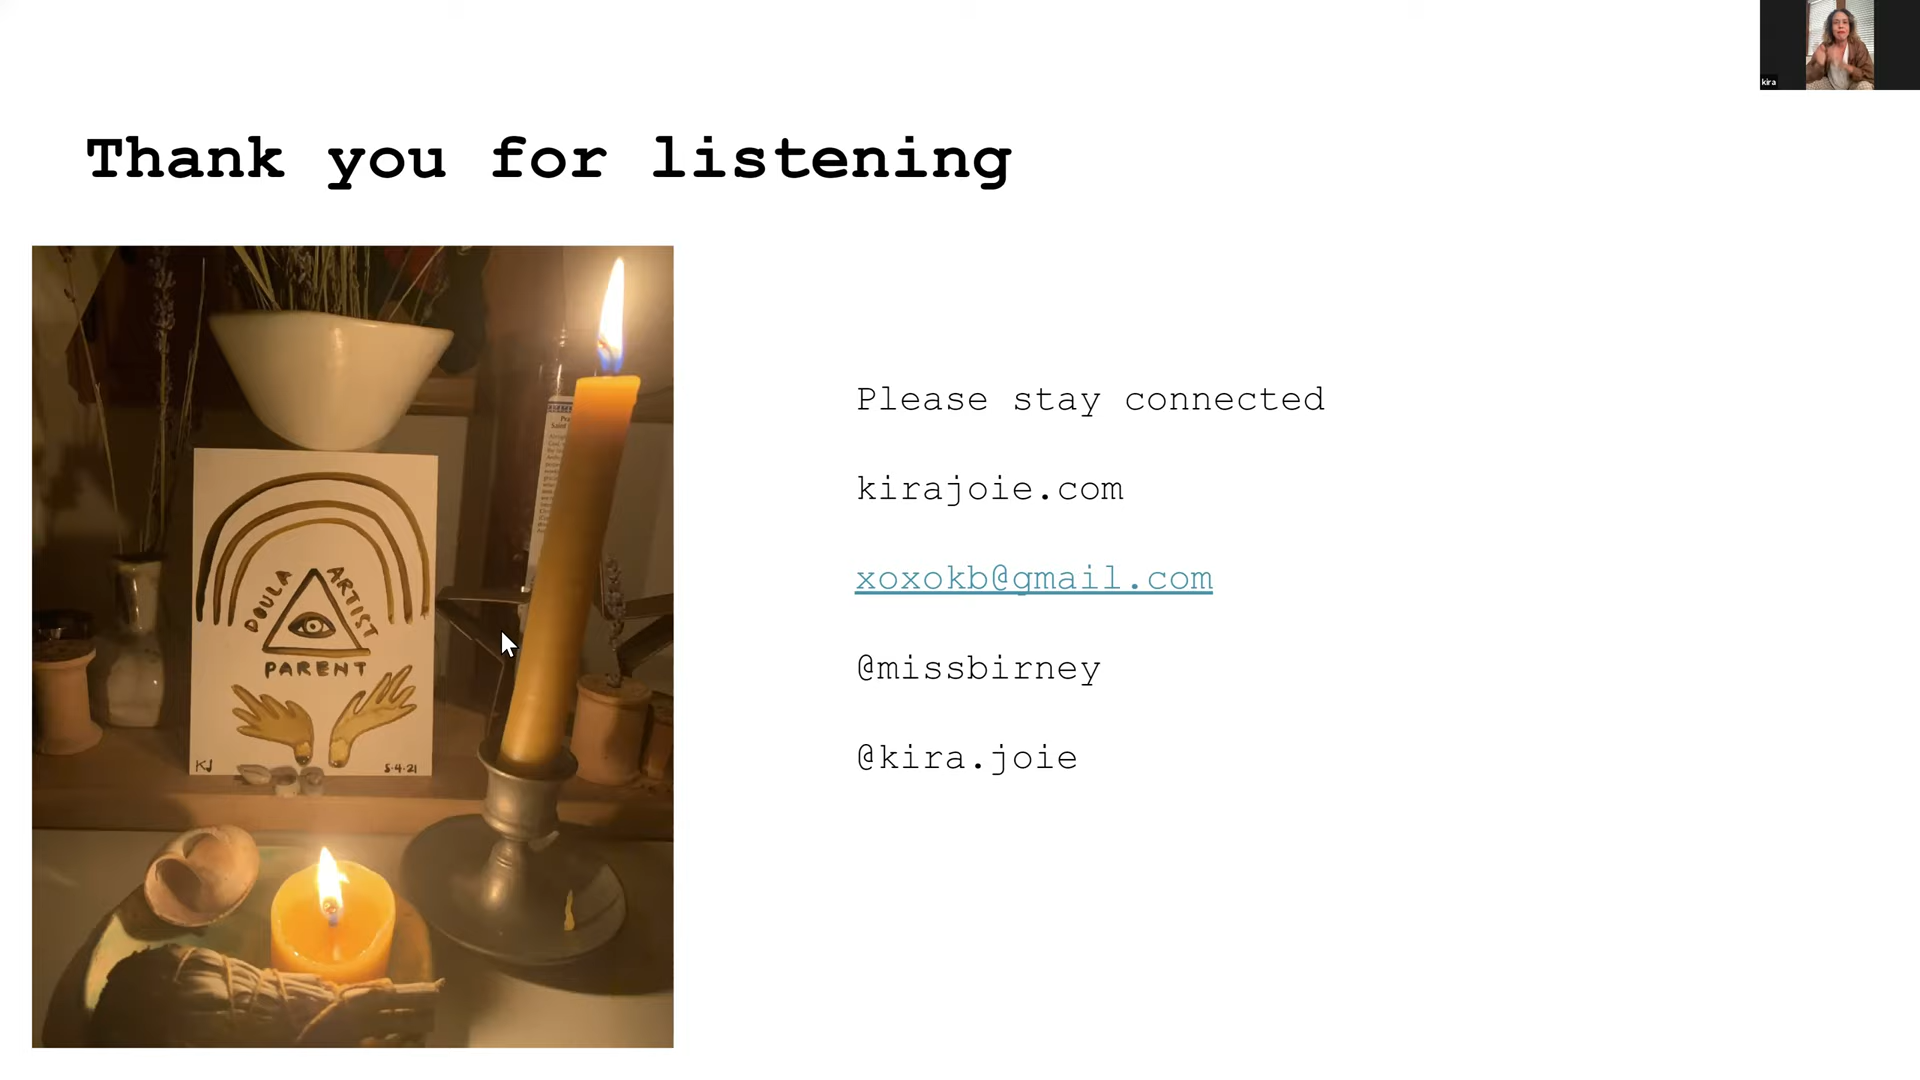 kira
Thank you for listening
Please stay connected
kirajoie.com
xoxokb@gmail.com
@missbirney
@kira.joie
DOULA ARTIST
PARENT
KJ 5.4.21